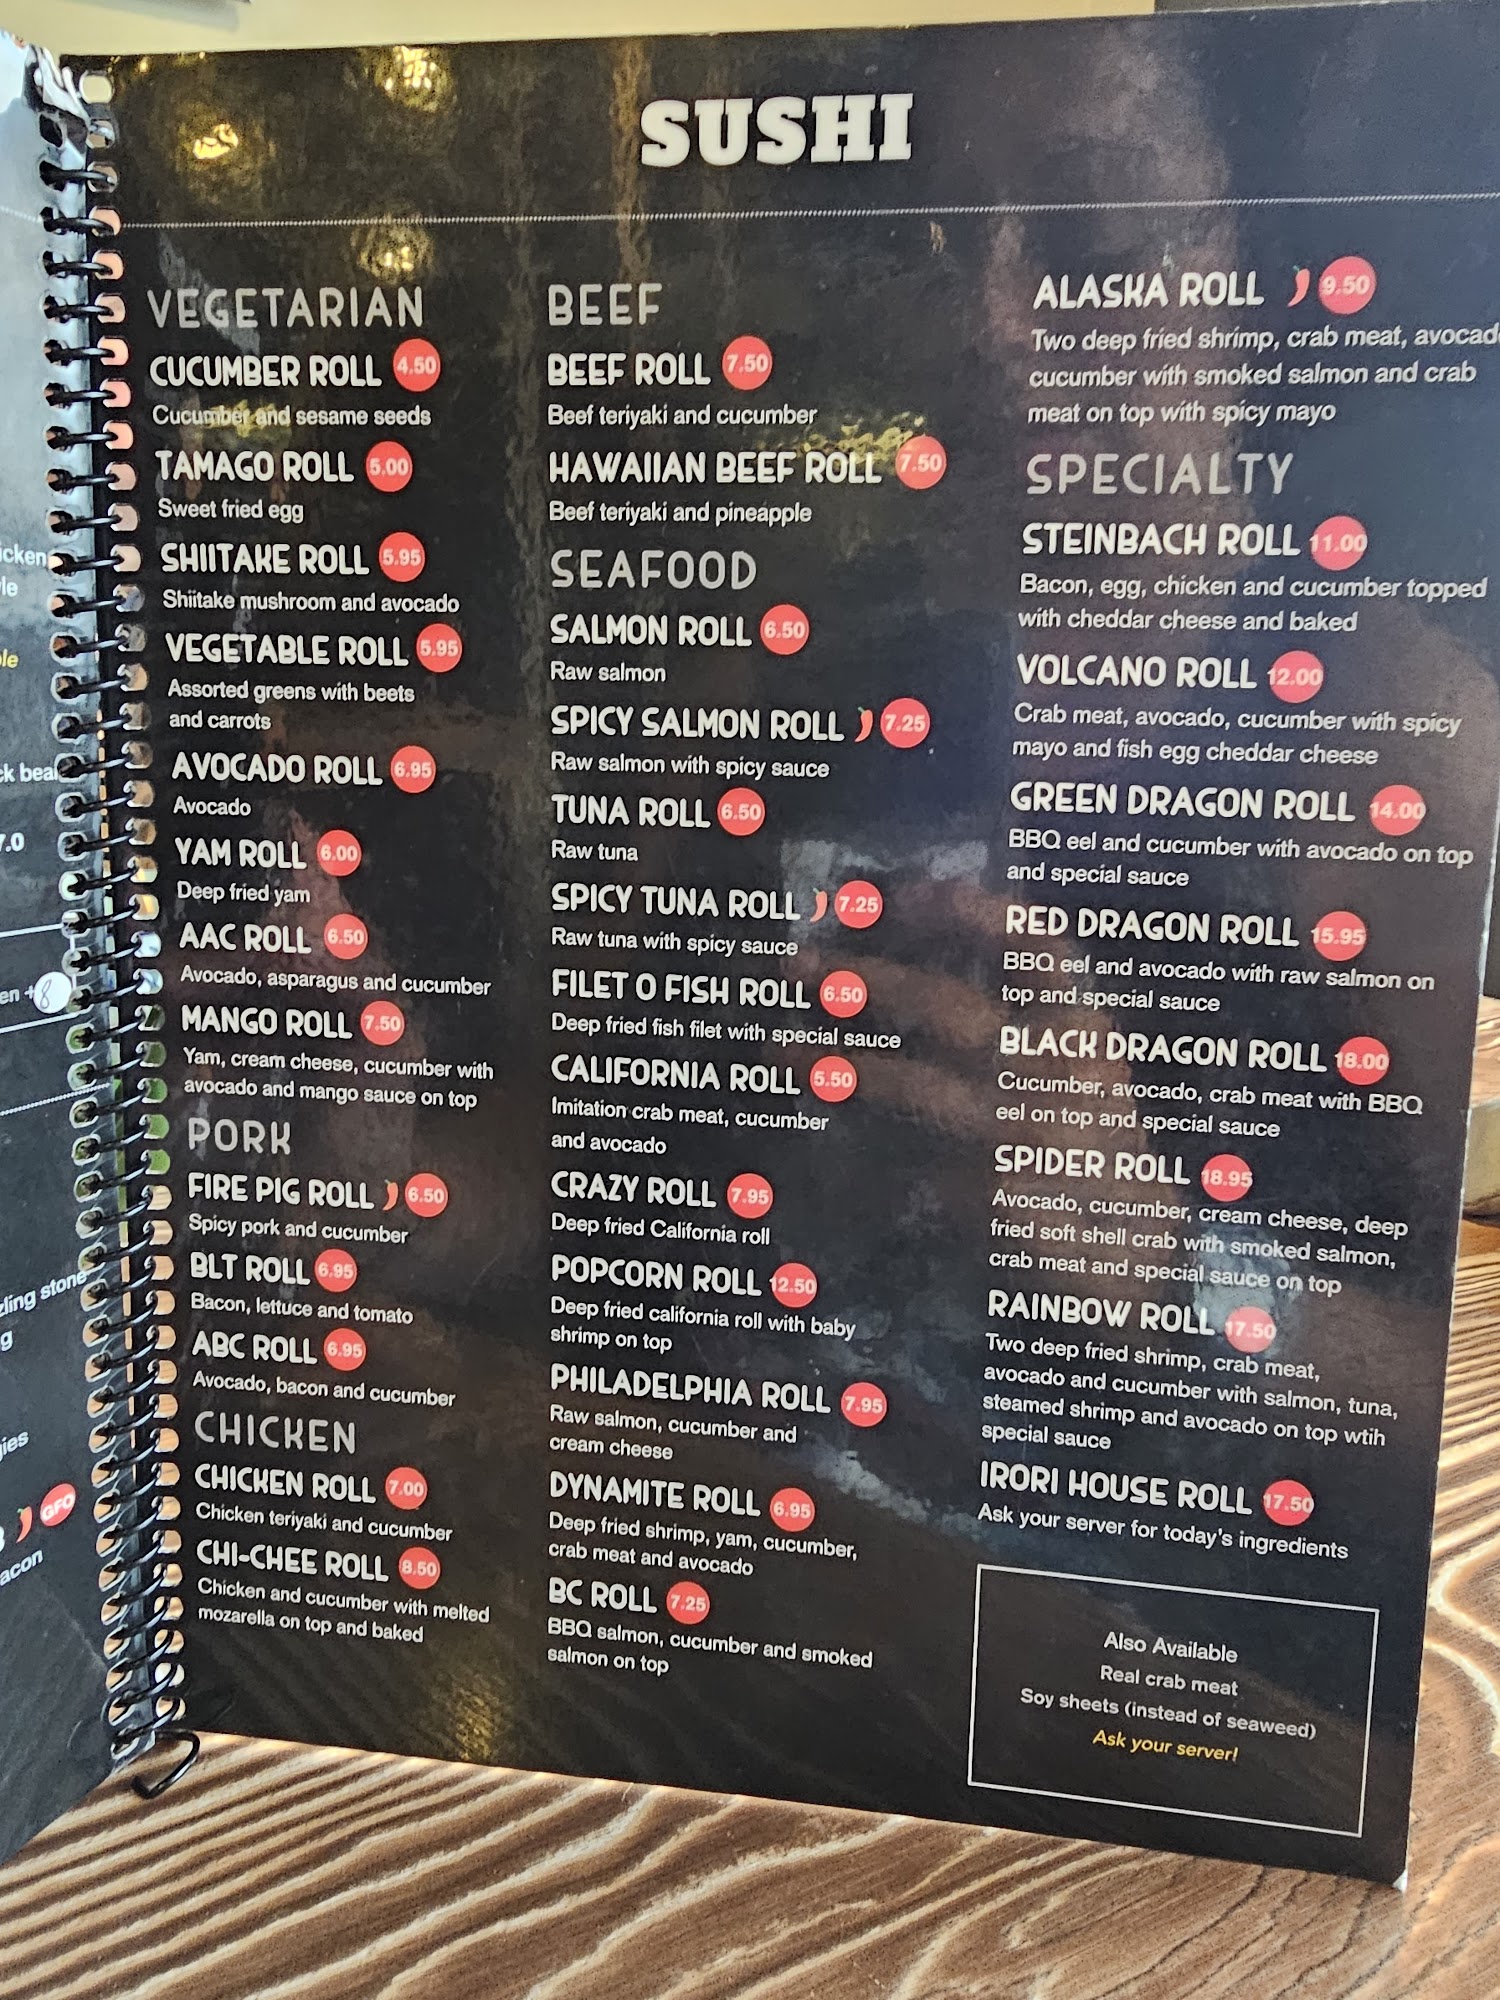 SUSHI
VEGETARIAN
CUCUMBER ROLL 4.50
Cucumber and sesame seeds
TAMAGO ROLL 5.00
Sweet fried egg
SHIITAKE ROLL 5.95
Shiitake mushroom and avocado
VEGETABLE ROLL 5.95
Assorted greens with beets
and carrots
AVOCADO ROLL 6.95
Avocado
YAM ROLL 6.00
Deep fried yam
AAC ROLL 6.50
Avocado, asparagus and cucumber
MANGO ROLL 7.50
Yam, cream cheese, cucumber with
avocado and mango sauce on top
PORK
FIRE PIG ROLL 6.50
Spicy pork and cucumber
BLT ROLL 6.95
Bacon, lettuce and tomato
ABC ROLL 6.95
Avocado, bacon and cucumber
CHICKEN
CHICKEN ROLL 7.00
Chicken teriyaki and cucumber
CHI-CHEE ROLL 8.50
Chicken and cucumber with melted
mozarella on top and baked
BEEF
BEEF ROLL 7.50
Beef teriyaki and cucumber
HAWAIIAN BEEF ROLL 7.50
Beef teriyaki and pineapple
SEAFOOD
SALMON ROLL 6.50
Raw salmon
SPICY SALMON ROLL 7.25
Raw salmon with spicy sauce
TUNA ROLL 6.50
Raw tuna
SPICY TUNA ROLL 7.25
Raw tuna with spicy sauce
FILET O FISH ROLL 6.50
Deep fried fish filet with special sauce
CALIFORNIA ROLL 5.50
Imitation crab meat, cucumber
and avocado
CRAZY ROLL 7.95
Deep fried California roll
POPCORN ROLL 12.50
Deep fried california roll with baby
shrimp on top
PHILADELPHIA ROLL 7.95
Raw salmon, cucumber and
cream cheese
DYNAMITE ROLL 6.95
Deep fried shrimp, yam, cucumber,
crab meat and avocado
BC ROLL 7.25
BBQ salmon, cucumber and smoked
salmon on top
ALASKA ROLL 9.50
Two deep fried shrimp, crab meat, avocad
cucumber with smoked salmon and crab
meat on top with spicy mayo
SPECIALTY
STEINBACH ROLL 11.00
Bacon, egg, chicken and cucumber topped
with cheddar cheese and baked
VOLCANO ROLL 12.00
Crab meat, avocado, cucumber with spicy
mayo and fish egg cheddar cheese
GREEN DRAGON ROLL 14.00
BBQ eel and cucumber with avocado on top
and special sauce
RED DRAGON ROLL 15.95
BBQ eel and avocado with raw salmon on
top and special sauce
BLACK DRAGON ROLL 18.00
Cucumber, avocado, crab meat with BBQ
eel on top and special sauce
SPIDER ROLL 18.95
Avocado, cucumber, cream cheese, deep
fried soft shell crab with smoked salmon,
crab meat and special sauce on top
RAINBOW ROLL 17.50
Two deep fried shrimp, crab meat,
avocado and cucumber with salmon, tuna,
steamed shrimp and avocado on top wtih
special sauce
IRORI HOUSE ROLL 17.50
Ask your server for today's ingredients
Also Available
Real crab meat
Soy sheets (instead of seaweed)
Ask your server!
icken
le
ple
ck bea
7.0
en +8
ling stone
g
gies
GFO
acon